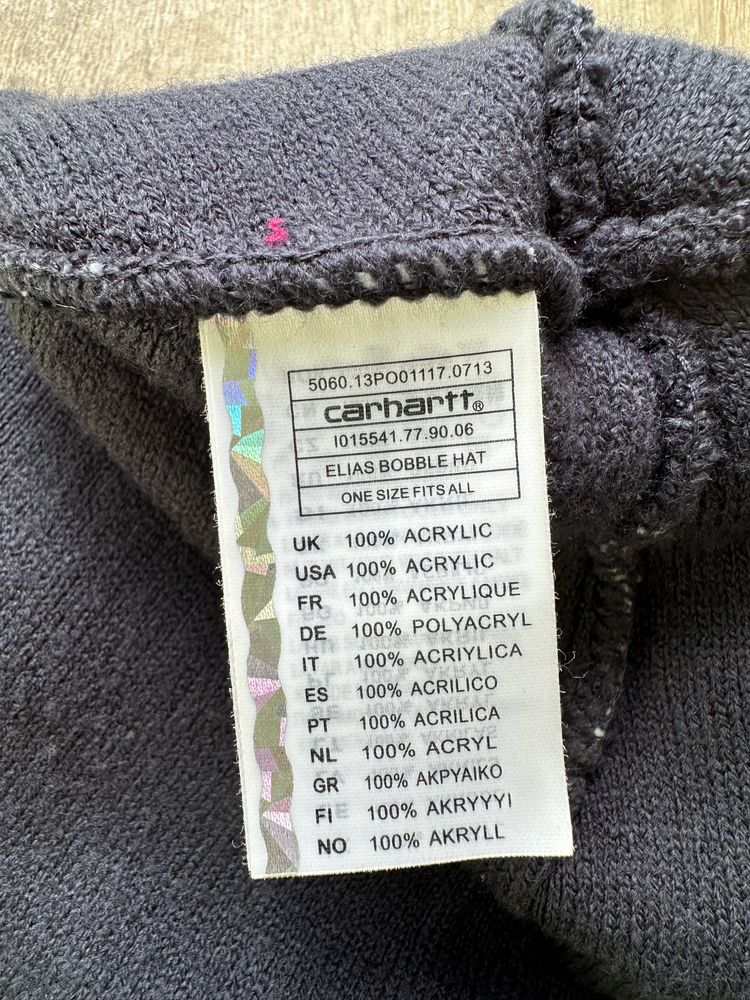 5060.13PO01117.0713
carhartt®
I015541.77.90.06
ELIAS BOBBLE HAT
ONE SIZE FITS ALL
UK 100% ACRYLIC
USA 100% ACRYLIC
FR 100% ACRYLIQUE
DE 100% POLYACRYL
IT 100% ACRIYLICA
ES 100% ACRILICO
PT 100% ACRILICA
NL 100% ACRYL
GR 100% AKPYAIKO
FI 100% AKRYYYI
NO 100% AKRYLL